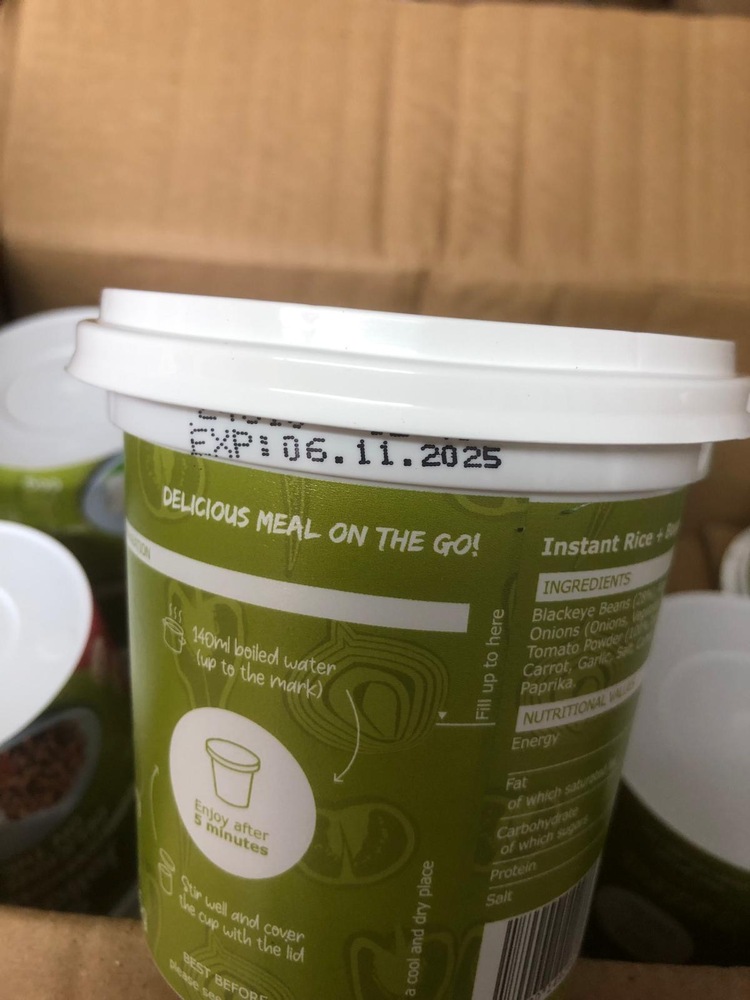 EXP:06.11.2025
DELICIOUS MEAL ON THE GO!
140ml boiled water
(up to the mark)
Enjoy after
5 minutes
Stir well and cover
the cup with the lid
BEST BEFORE
please see
Fill up to here
a cool and dry place
Instant Rice +
INGREDIENTS
Blackeye Beans
Onions (Onions,
Tomato Powder
Carrot, Garlic, Salt,
Paprika.
NUTRITIONAL
Energy
Fat
of which
Carbohydrate
of which sugars
Protein
Salt